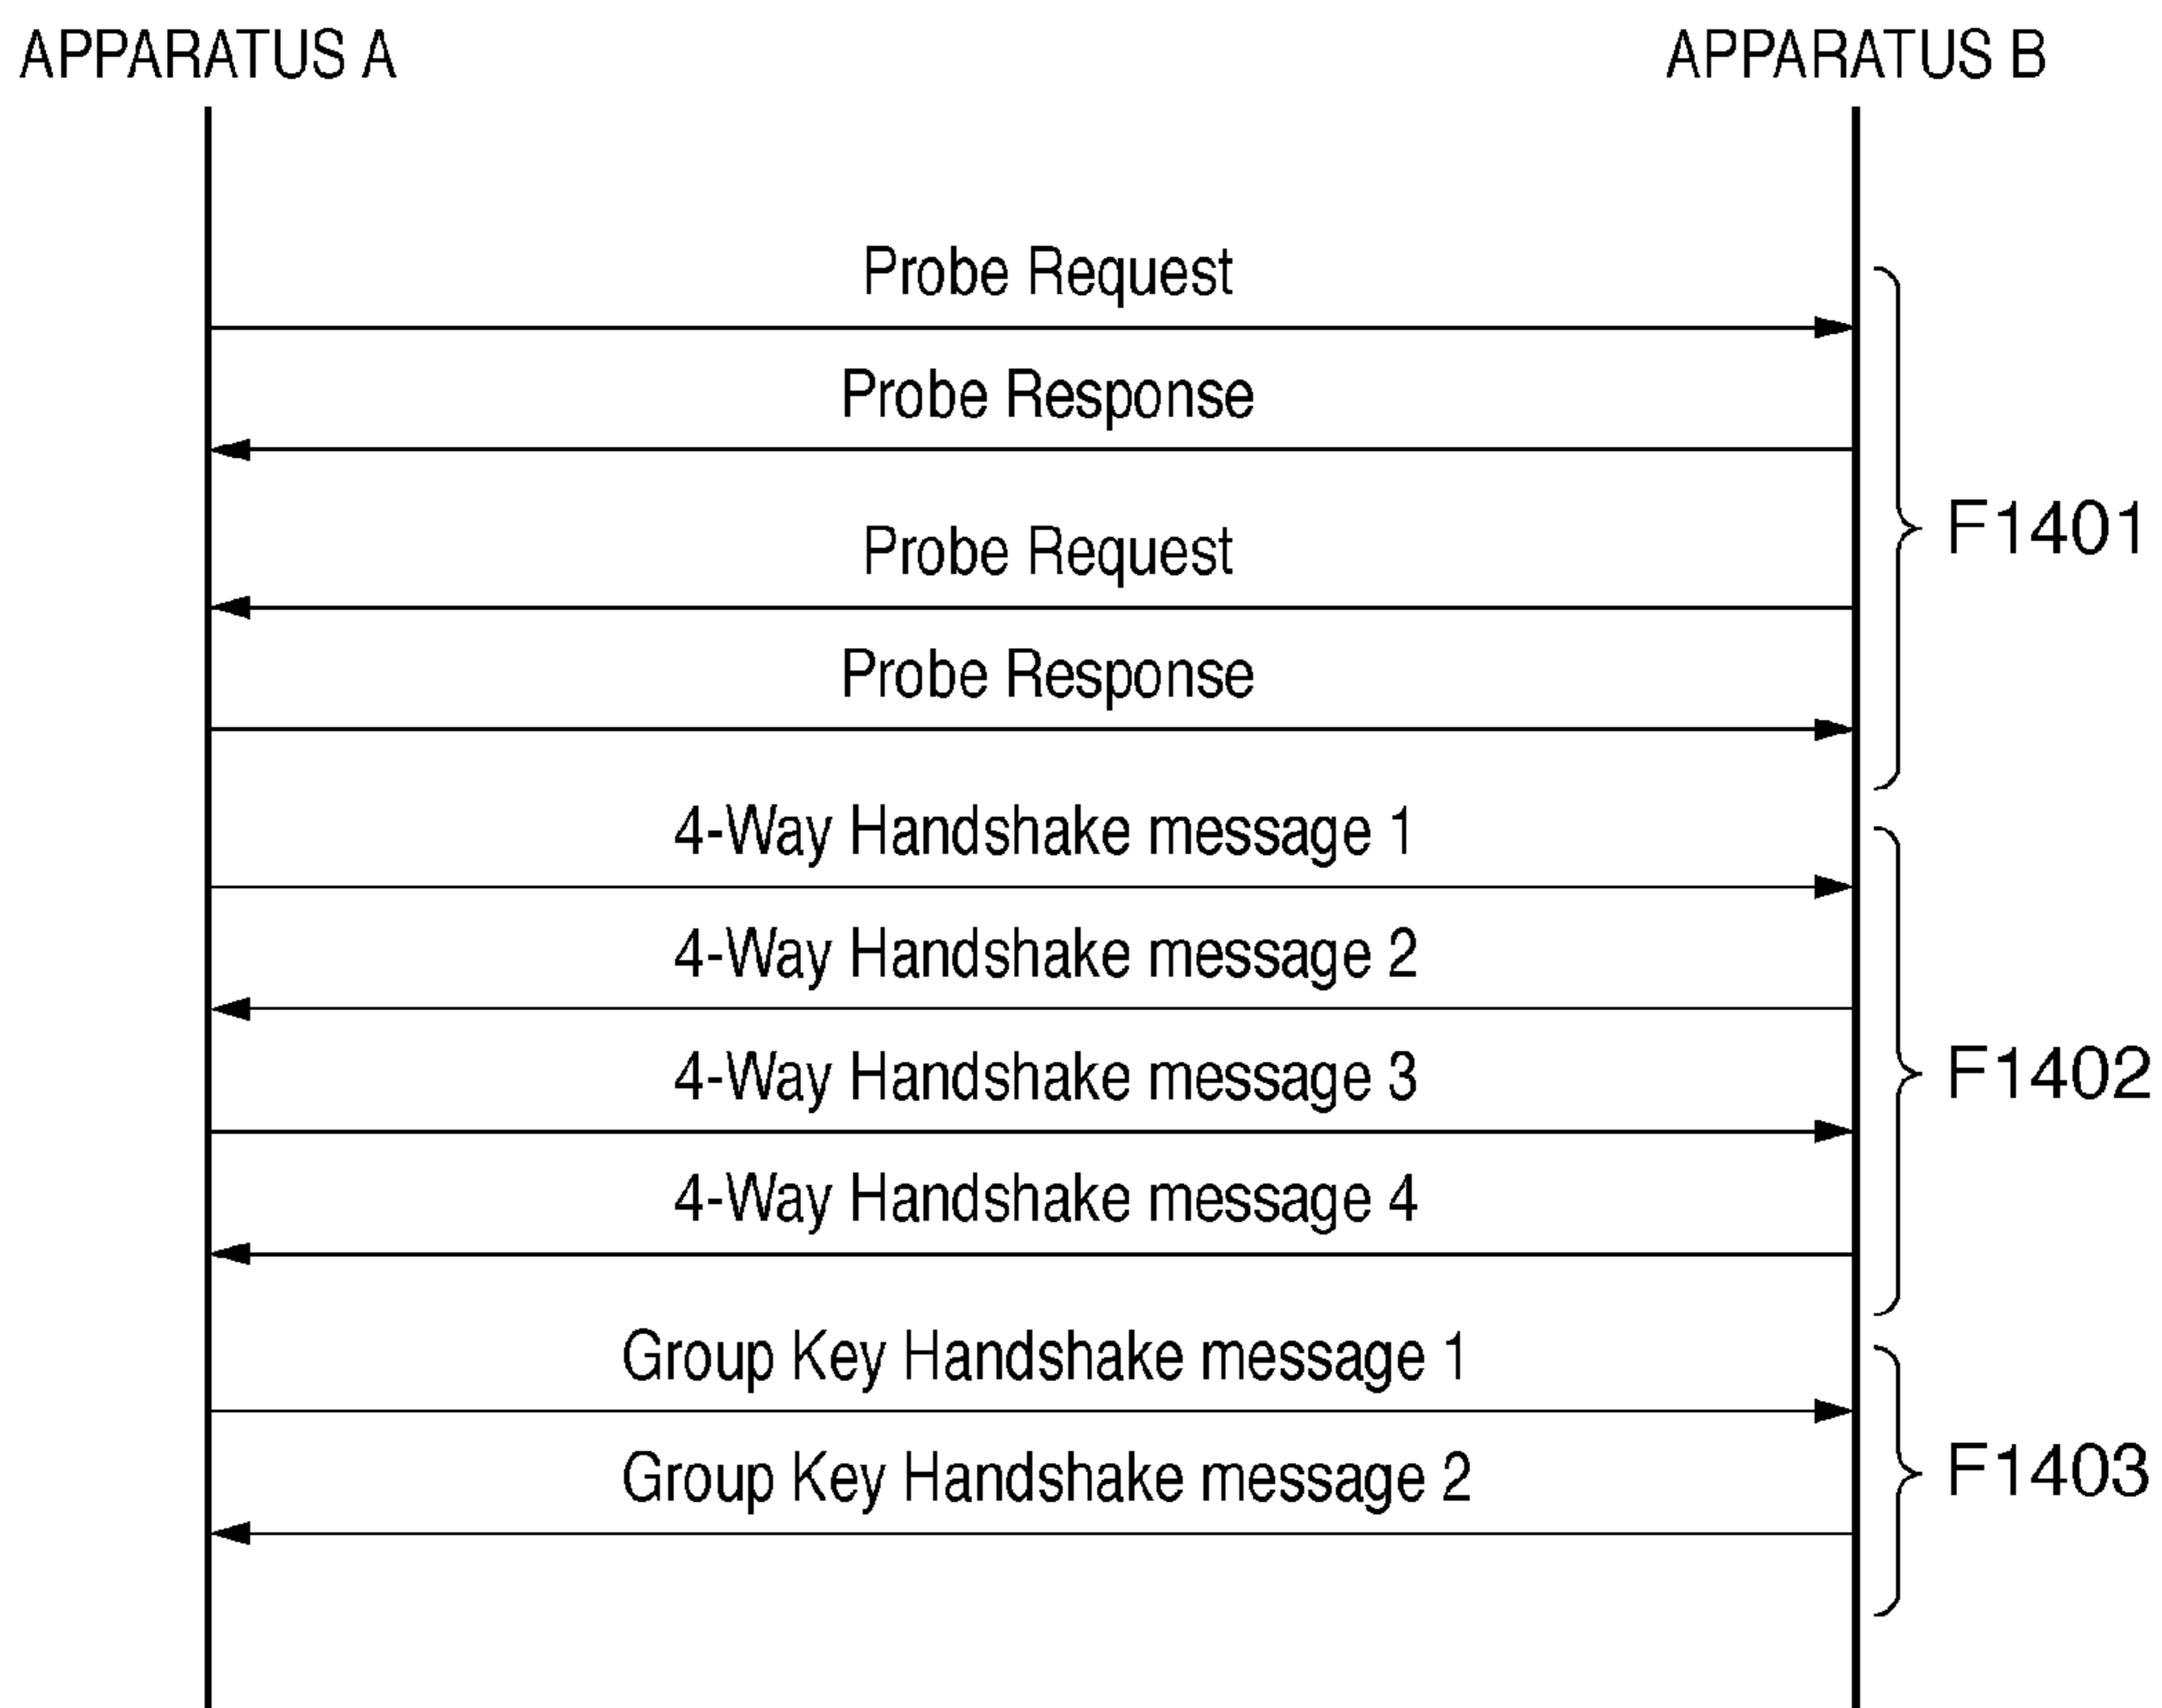 APPARATUS A
APPARATUS B
Probe Request
Probe Response
Probe Request
Probe Response
F1401
4-Way Handshake message 1
4-Way Handshake message 2
4-Way Handshake message 3
4-Way Handshake message 4
F1402
Group Key Handshake message 1
Group Key Handshake message 2
F1403